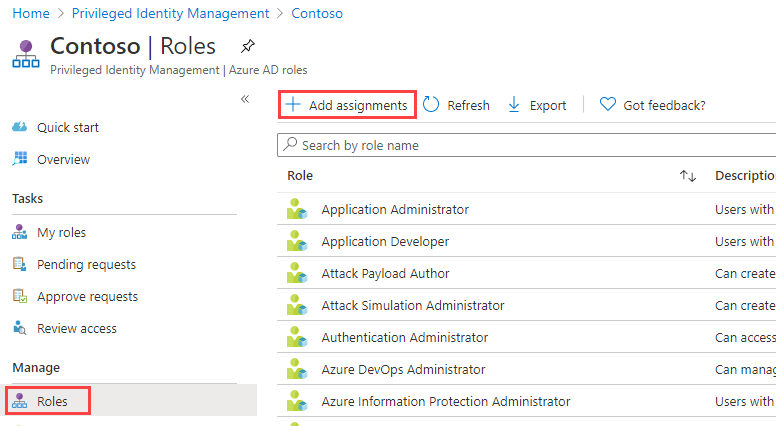 Home > Privileged Identity Management > Contoso
Contoso | Roles
Privileged Identity Management | Azure AD roles
«
Quick start
Overview
Tasks
My roles
Pending requests
Approve requests
Review access
Manage
Roles
Add assignments Refresh Export Got feedback?
Search by role name
Role ↑↓ Description
Application Administrator Users with
Application Developer Users with
Attack Payload Author Can create
Attack Simulation Administrator Can create
Authentication Administrator Can access
Azure DevOps Administrator Can manag
Azure Information Protection Administrator Users with